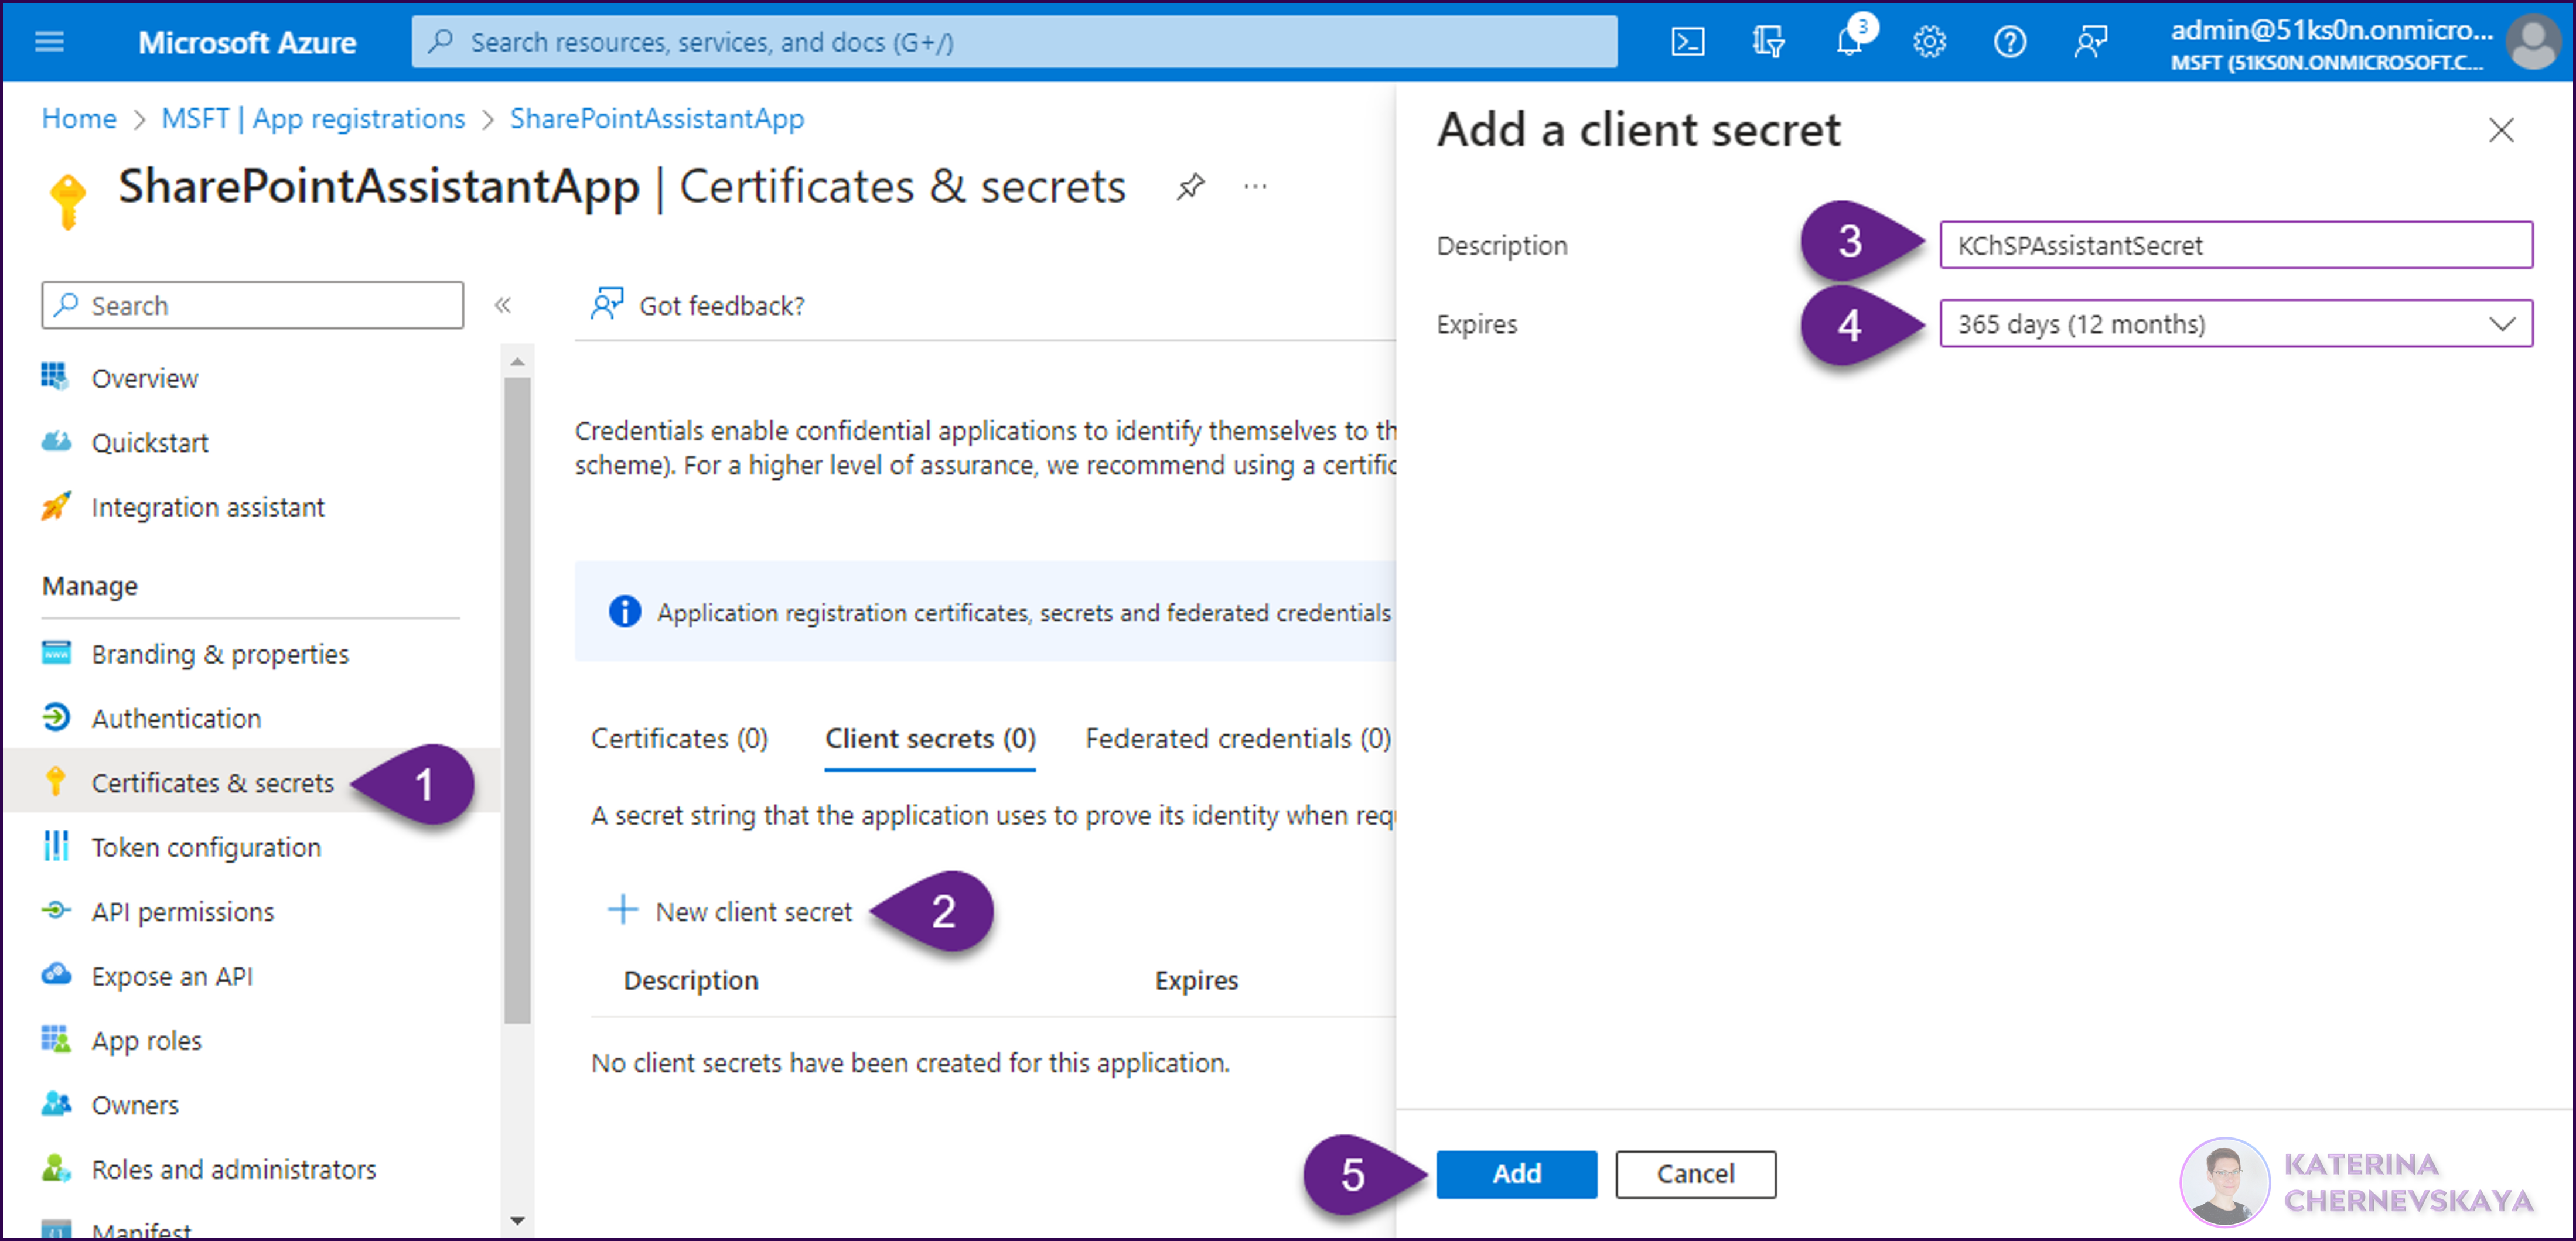 Microsoft Azure
Search resources, services, and docs (G+/)
3
admin@51ks0n.onmicro...
MSFT (51KS0N.ONMICROSOFT.C...
Home > MSFT | App registrations > SharePointAssistantApp
SharePointAssistantApp | Certificates & secrets
Search
Overview
Quickstart
Integration assistant
Manage
Branding & properties
Authentication
Certificates & secrets
1
Token configuration
API permissions
Expose an API
App roles
Owners
Roles and administrators
Manifest
Got feedback?
Credentials enable confidential applications to identify themselves to th
scheme). For a higher level of assurance, we recommend using a certific
Application registration certificates, secrets and federated credentials
Certificates (0)
Client secrets (0)
Federated credentials (0)
A secret string that the application uses to prove its identity when requ
New client secret
2
Description
Expires
No client secrets have been created for this application.
Add a client secret
Description
3
KChSPAssistantSecret
Expires
4
365 days (12 months)
5
Add
Cancel
KATERINA
CHERNEVSKAYA